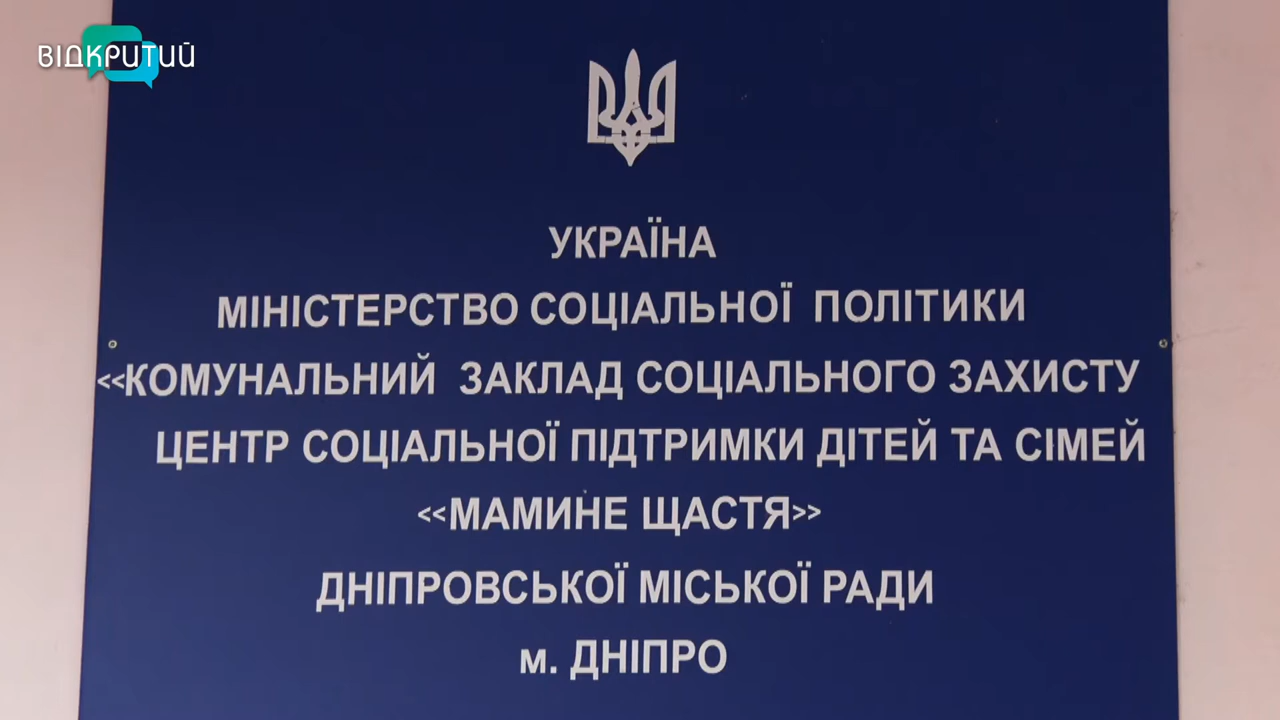 ВІДКРИТИЙ
УКРАЇНА
МІНІСТЕРСТВО СОЦІАЛЬНОЇ ПОЛІТИКИ
<<КОМУНАЛЬНИЙ ЗАКЛАД СОЦІАЛЬНОГО ЗАХИСТУ
ЦЕНТР СОЦІАЛЬНОЇ ПІДТРИМКИ ДІТЕЙ ТА СІМЕЙ
<<МАМИНЕ ЩАСТЯ>>
ДНІПРОВСЬКОЇ МІСЬКОЇ РАДИ
м. ДНІПРО